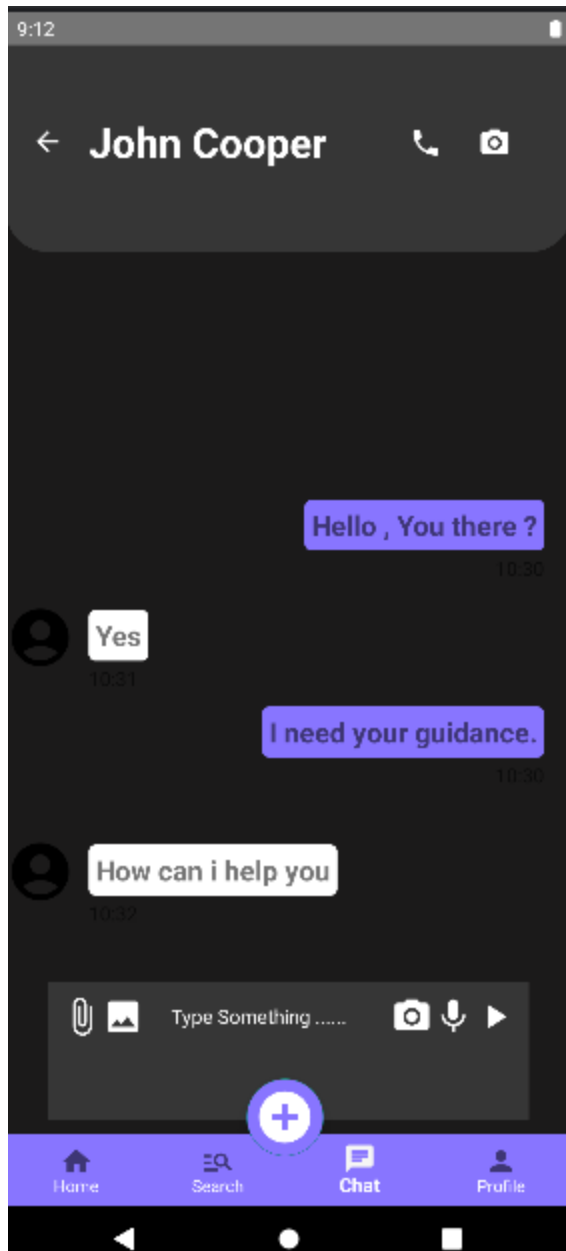 9:12
John Cooper
Hello , You there ?
10:30
Yes
10:31
I need your guidance.
10:30
How can i help you
10:32
Type Something ......
Home
Search
Chat
Profile